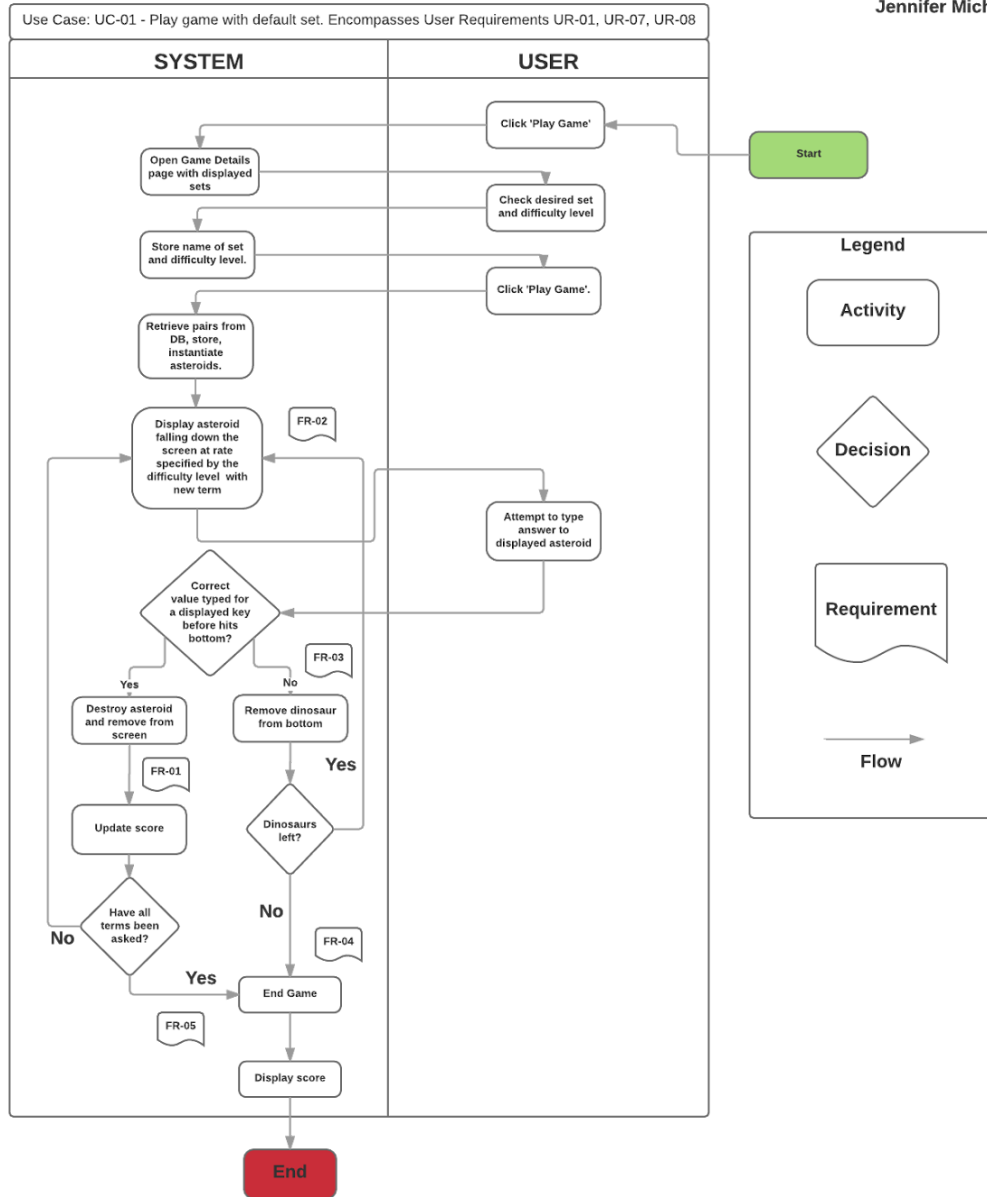 Use Case: UC-01 - Play game with default set. Encompasses User Requirements UR-01, UR-07, UR-08
Jennifer Mich
SYSTEM
USER
Click 'Play Game'
Start
Open Game Details
page with displayed
sets
Check desired set
and difficulty level
Store name of set
and difficulty level.
Click 'Play Game'.
Retrieve pairs from
DB, store,
instantiate
asteroids.
Display asteroid
falling down the
screen at rate
specified by the
difficulty level with
new term
FR-02
Attempt to type
answer to
displayed asteroid
Correct
value typed for
a displayed key
before hits
bottom?
FR-03
Yes
No
Destroy asteroid
and remove from
screen
Remove dinosaur
from bottom
FR-01
Yes
Update score
Dinosaurs
left?
Have all
terms been
asked?
No
No
FR-04
Yes
End Game
FR-05
Display score
End
Legend
Activity
Decision
Requirement
Flow